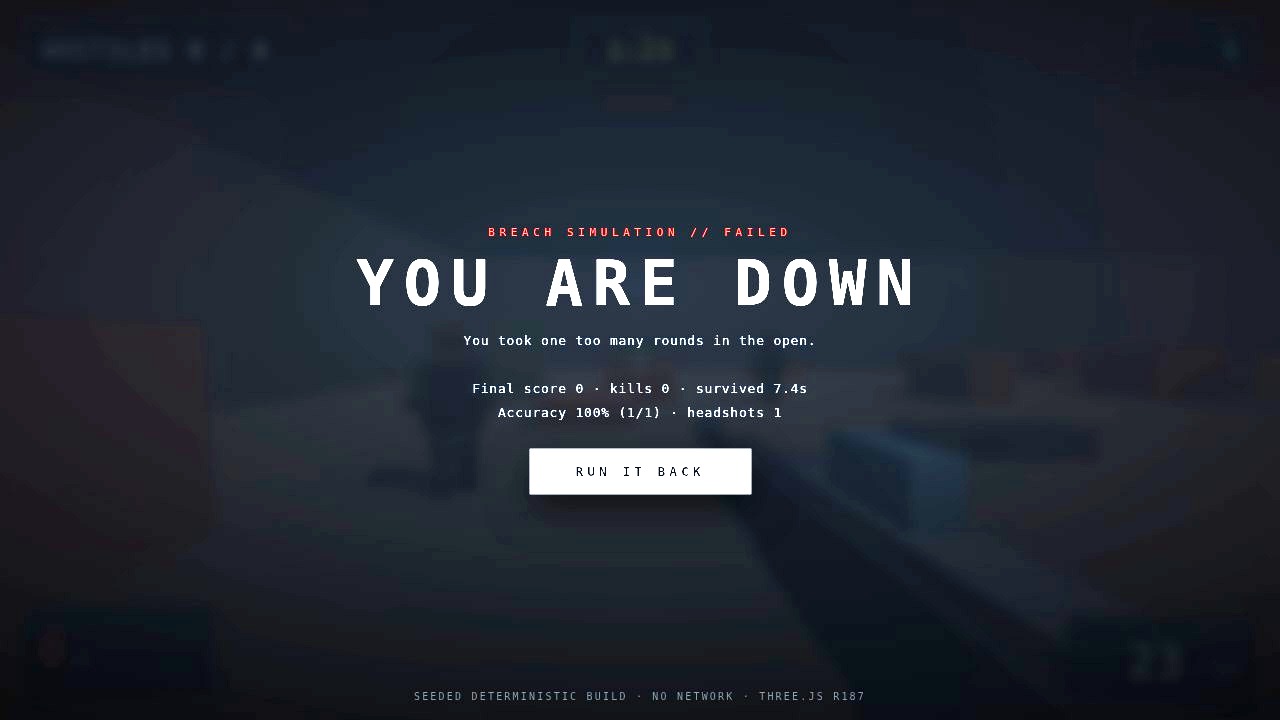 BREACH SIMULATION // FAILED
YOU ARE DOWN
You took one too many rounds in the open.
Final score 0 · kills 0 · survived 7.4s
Accuracy 100% (1/1) · headshots 1
RUN IT BACK
23
SEEDED DETERMINISTIC BUILD · NO NETWORK · THREE.JS R187